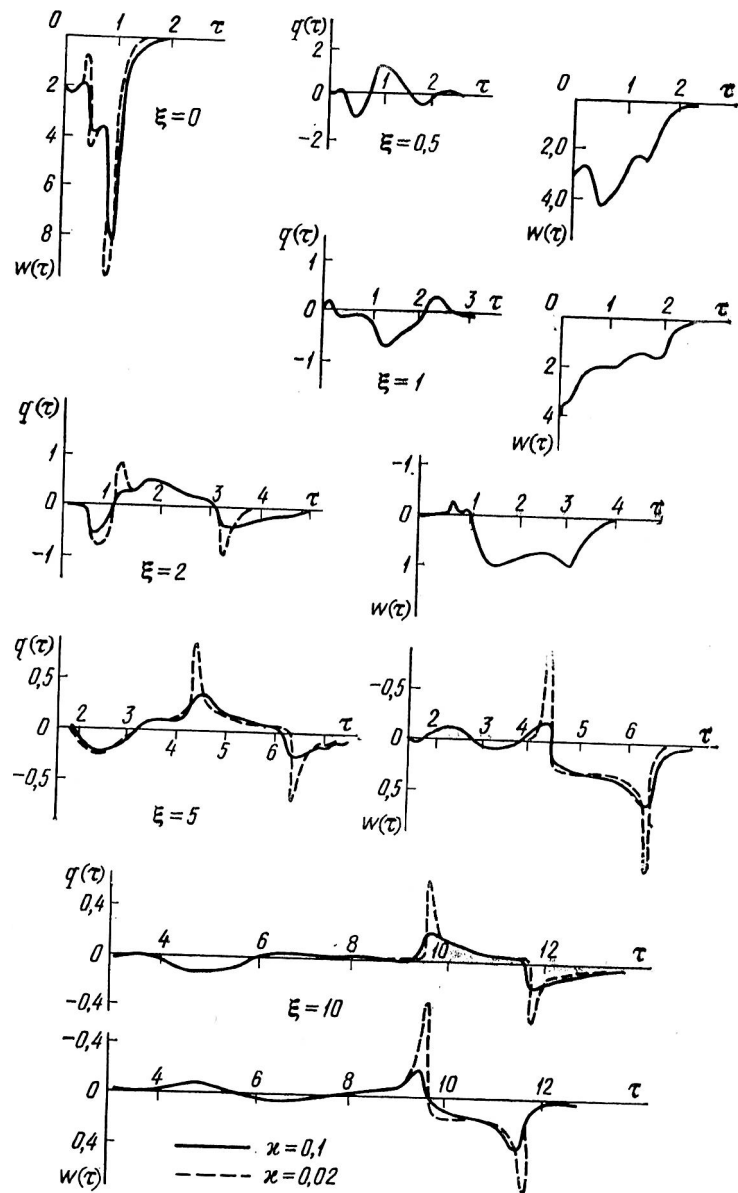 0 1 2 τ
2
4
6
8
w(τ)
ξ=0
q(τ)
2
0
-2
1 2 τ
ξ=0,5
0 1 2 τ
2,0
4,0
w(τ)
q(τ)
1
0
-1
1 2 3 τ
ξ=1
0 1 2 τ
2
4
w(τ)
q(τ)
1
0
-1
1 2 3 4 τ
ξ=2
-1
0
1
1 2 3 4 τ
w(τ)
q(τ)
0,5
0
-0,5
2 3 4 5 6 τ
ξ=5
-0,5
0
0,5
2 3 4 5 6 τ
w(τ)
q(τ)
0,4
0
-0,4
4 6 8 10 12 τ
ξ=10
-0,4
0
0,4
4 6 8 10 12 τ
w(τ)
ϰ=0,1
ϰ=0,02